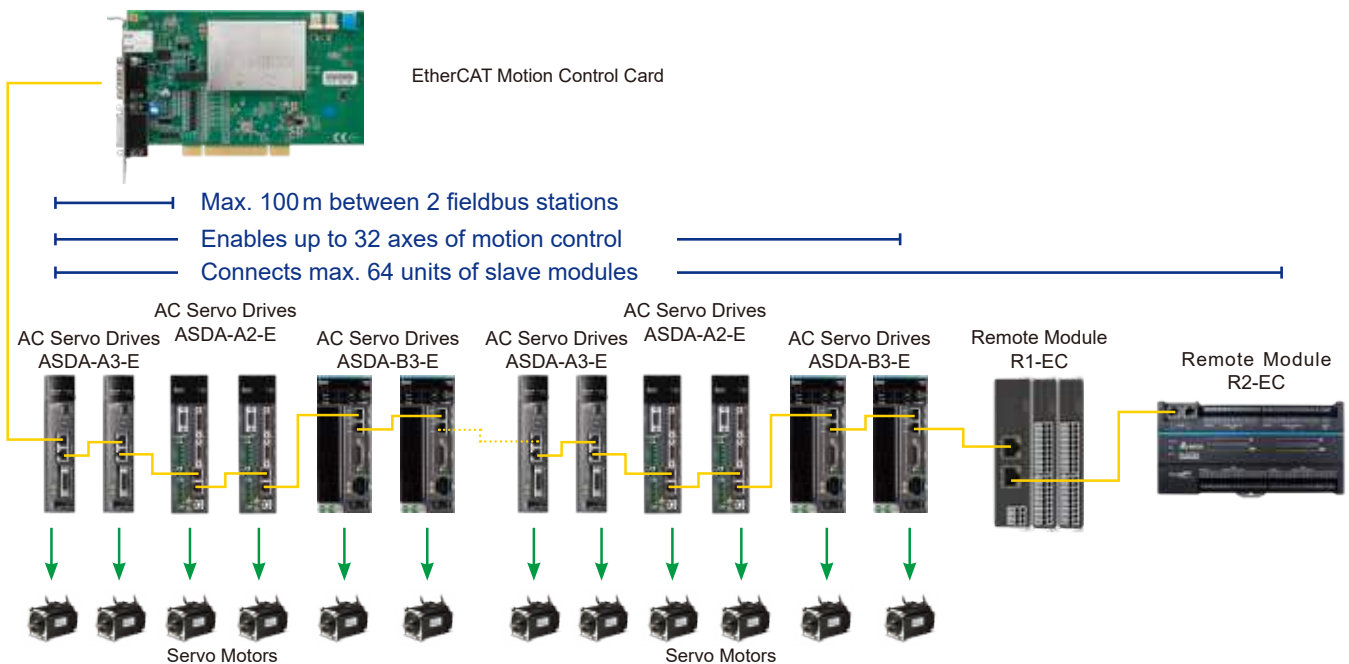 EtherCAT Motion Control Card
Max. 100m between 2 fieldbus stations
Enables up to 32 axes of motion control
Connects max. 64 units of slave modules
AC Servo Drives
ASDA-A3-E
AC Servo Drives
ASDA-A2-E
AC Servo Drives
ASDA-B3-E
AC Servo Drives
ASDA-A3-E
AC Servo Drives
ASDA-A2-E
AC Servo Drives
ASDA-B3-E
Remote Module
R1-EC
Remote Module
R2-EC
Servo Motors
Servo Motors